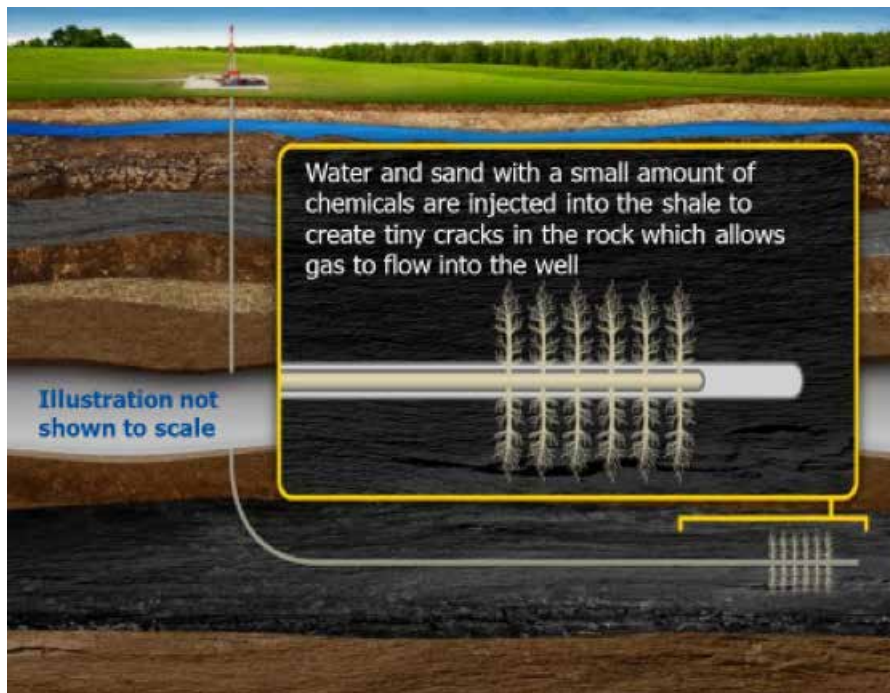 Water and sand with a small amount of
chemicals are injected into the shale to
create tiny cracks in the rock which allows
gas to flow into the well
Illustration not
shown to scale